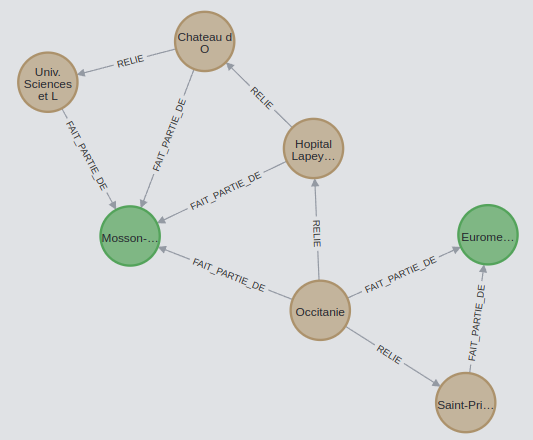 Chateau d
O
RELIE
Univ.
Sciences
et L
RELIE
FAIT_PARTIE_DE
FAIT_PARTIE_DE
Hopital
Lapey…
FAIT_PARTIE_DE
Mosson-…
RELIE
Eurome…
FAIT_PARTIE_DE
FAIT_PARTIE_DE
Occitanie
FAIT_PARTIE_DE
RELIE
Saint-Pri…